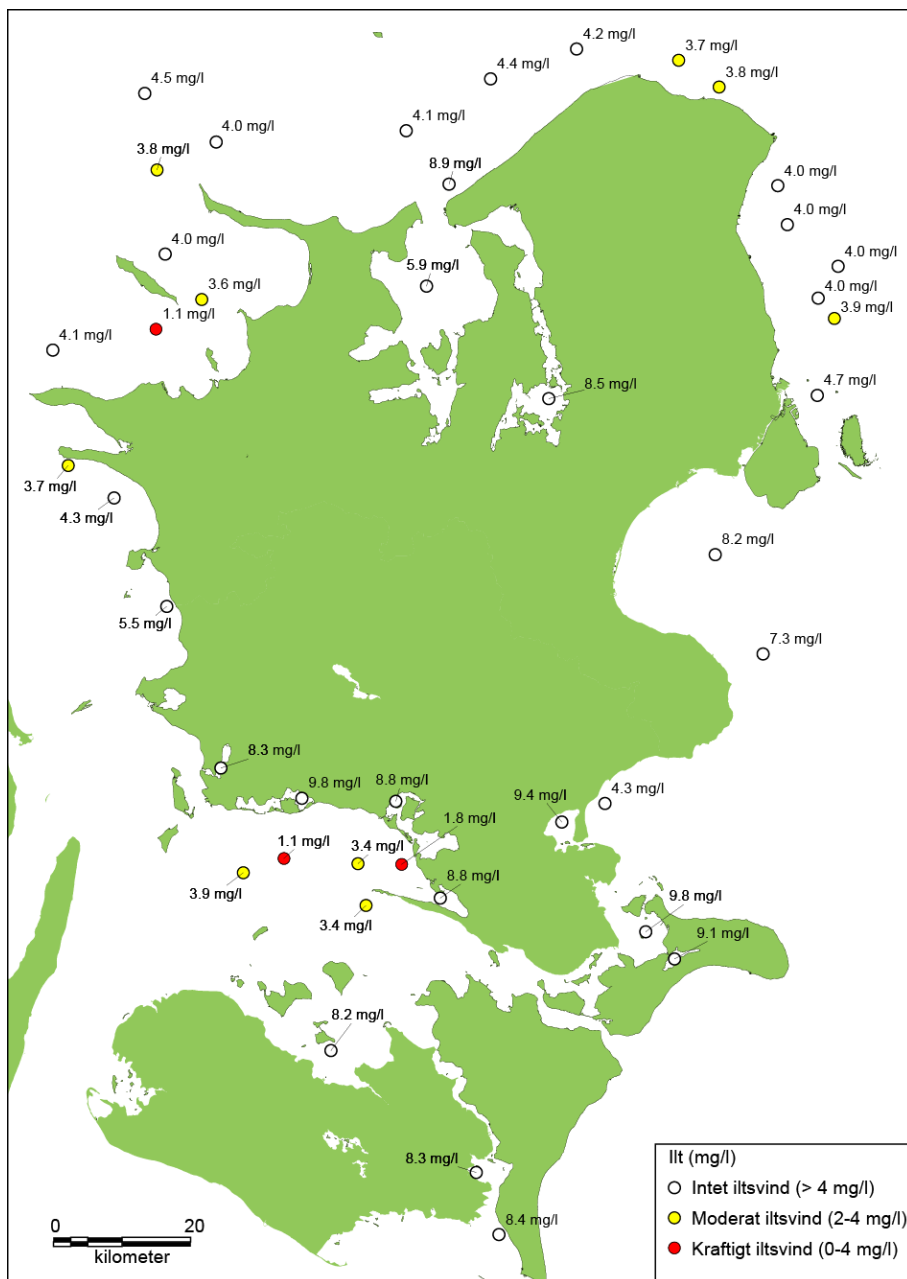 4.2 mg/l
3.7 mg/l
4.4 mg/l
3.8 mg/l
4.5 mg/l
4.1 mg/l
4.0 mg/l
3.8 mg/l
8.9 mg/l
4.0 mg/l
4.0 mg/l
4.0 mg/l
5.9 mg/l
4.0 mg/l
3.6 mg/l
4.0 mg/l
1.1 mg/l
3.9 mg/l
4.1 mg/l
8.5 mg/l
4.7 mg/l
3.7 mg/l
4.3 mg/l
8.2 mg/l
5.5 mg/l
7.3 mg/l
8.3 mg/l
9.8 mg/l
8.8 mg/l
4.3 mg/l
9.4 mg/l
1.8 mg/l
1.1 mg/l
3.4 mg/l
3.9 mg/l
8.8 mg/l
3.4 mg/l
9.8 mg/l
9.1 mg/l
8.2 mg/l
8.3 mg/l
8.4 mg/l
Ilt (mg/l)
Intet iltsvind (> 4 mg/l)
Moderat iltsvind (2-4 mg/l)
Kraftigt iltsvind (0-4 mg/l)
0 20
kilometer